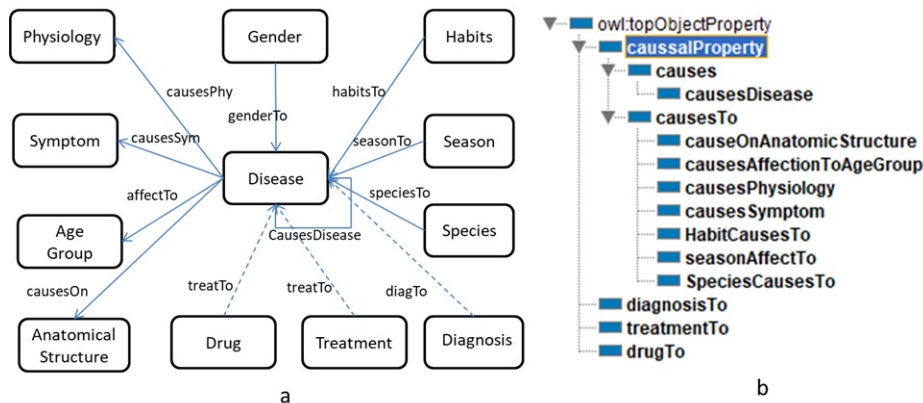 Physiology
Gender
Habits
causesPhy
genderTo
habitsTo
Symptom
causesSym
seasonTo
Season
Disease
affectTo
speciesTo
Age
Group
CausesDisease
Species
causesOn
treatTo
treatTo
diagTo
Anatomical
Structure
Drug
Treatment
Diagnosis
a
owl:topObjectProperty
caussalProperty
causes
causesDisease
causesTo
causeOnAnatomicStructure
causesAffectionToAgeGroup
causesPhysiology
causesSymptom
HabitCausesTo
seasonAffectTo
SpeciesCausesTo
diagnosisTo
treatmentTo
drugTo
b